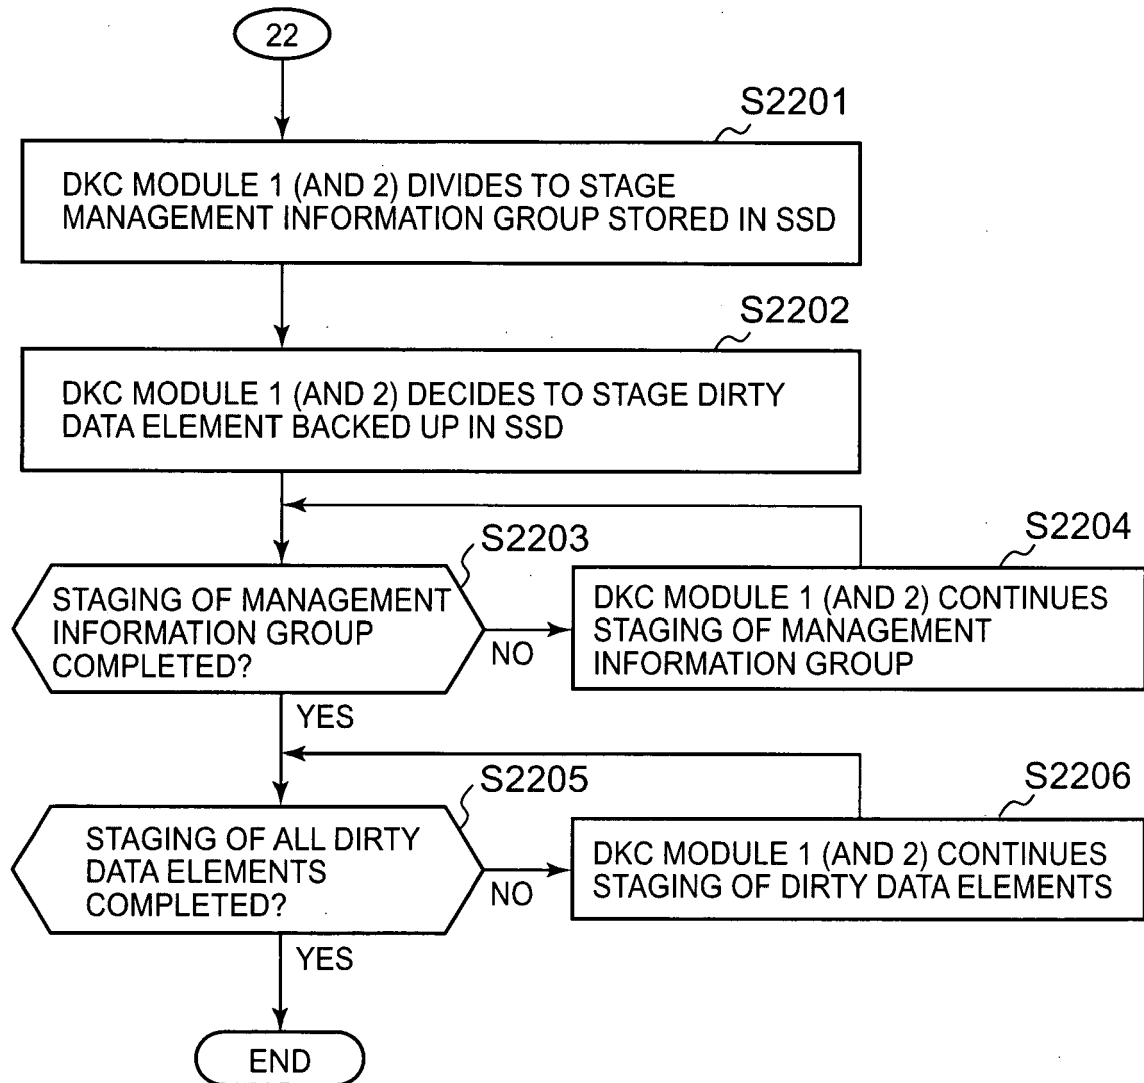 22
S2201
DKC MODULE 1 (AND 2) DIVIDES TO STAGE
MANAGEMENT INFORMATION GROUP STORED IN SSD
S2202
DKC MODULE 1 (AND 2) DECIDES TO STAGE DIRTY
DATA ELEMENT BACKED UP IN SSD
S2203
STAGING OF MANAGEMENT
INFORMATION GROUP
COMPLETED?
NO
S2204
DKC MODULE 1 (AND 2) CONTINUES
STAGING OF MANAGEMENT
INFORMATION GROUP
YES
S2205
STAGING OF ALL DIRTY
DATA ELEMENTS
COMPLETED?
NO
S2206
DKC MODULE 1 (AND 2) CONTINUES
STAGING OF DIRTY DATA ELEMENTS
YES
END